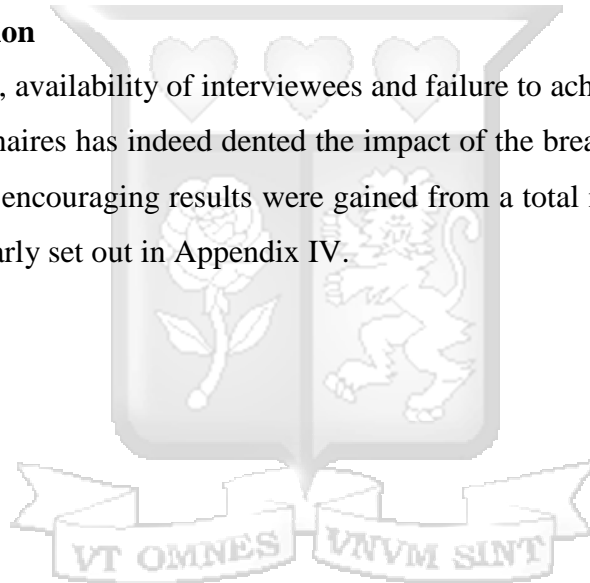 ion
, availability of interviewees and failure to ach
naires has indeed dented the impact of the brea
encouraging results were gained from a total
arly set out in Appendix IV.
VT OMNES VNVM SINT